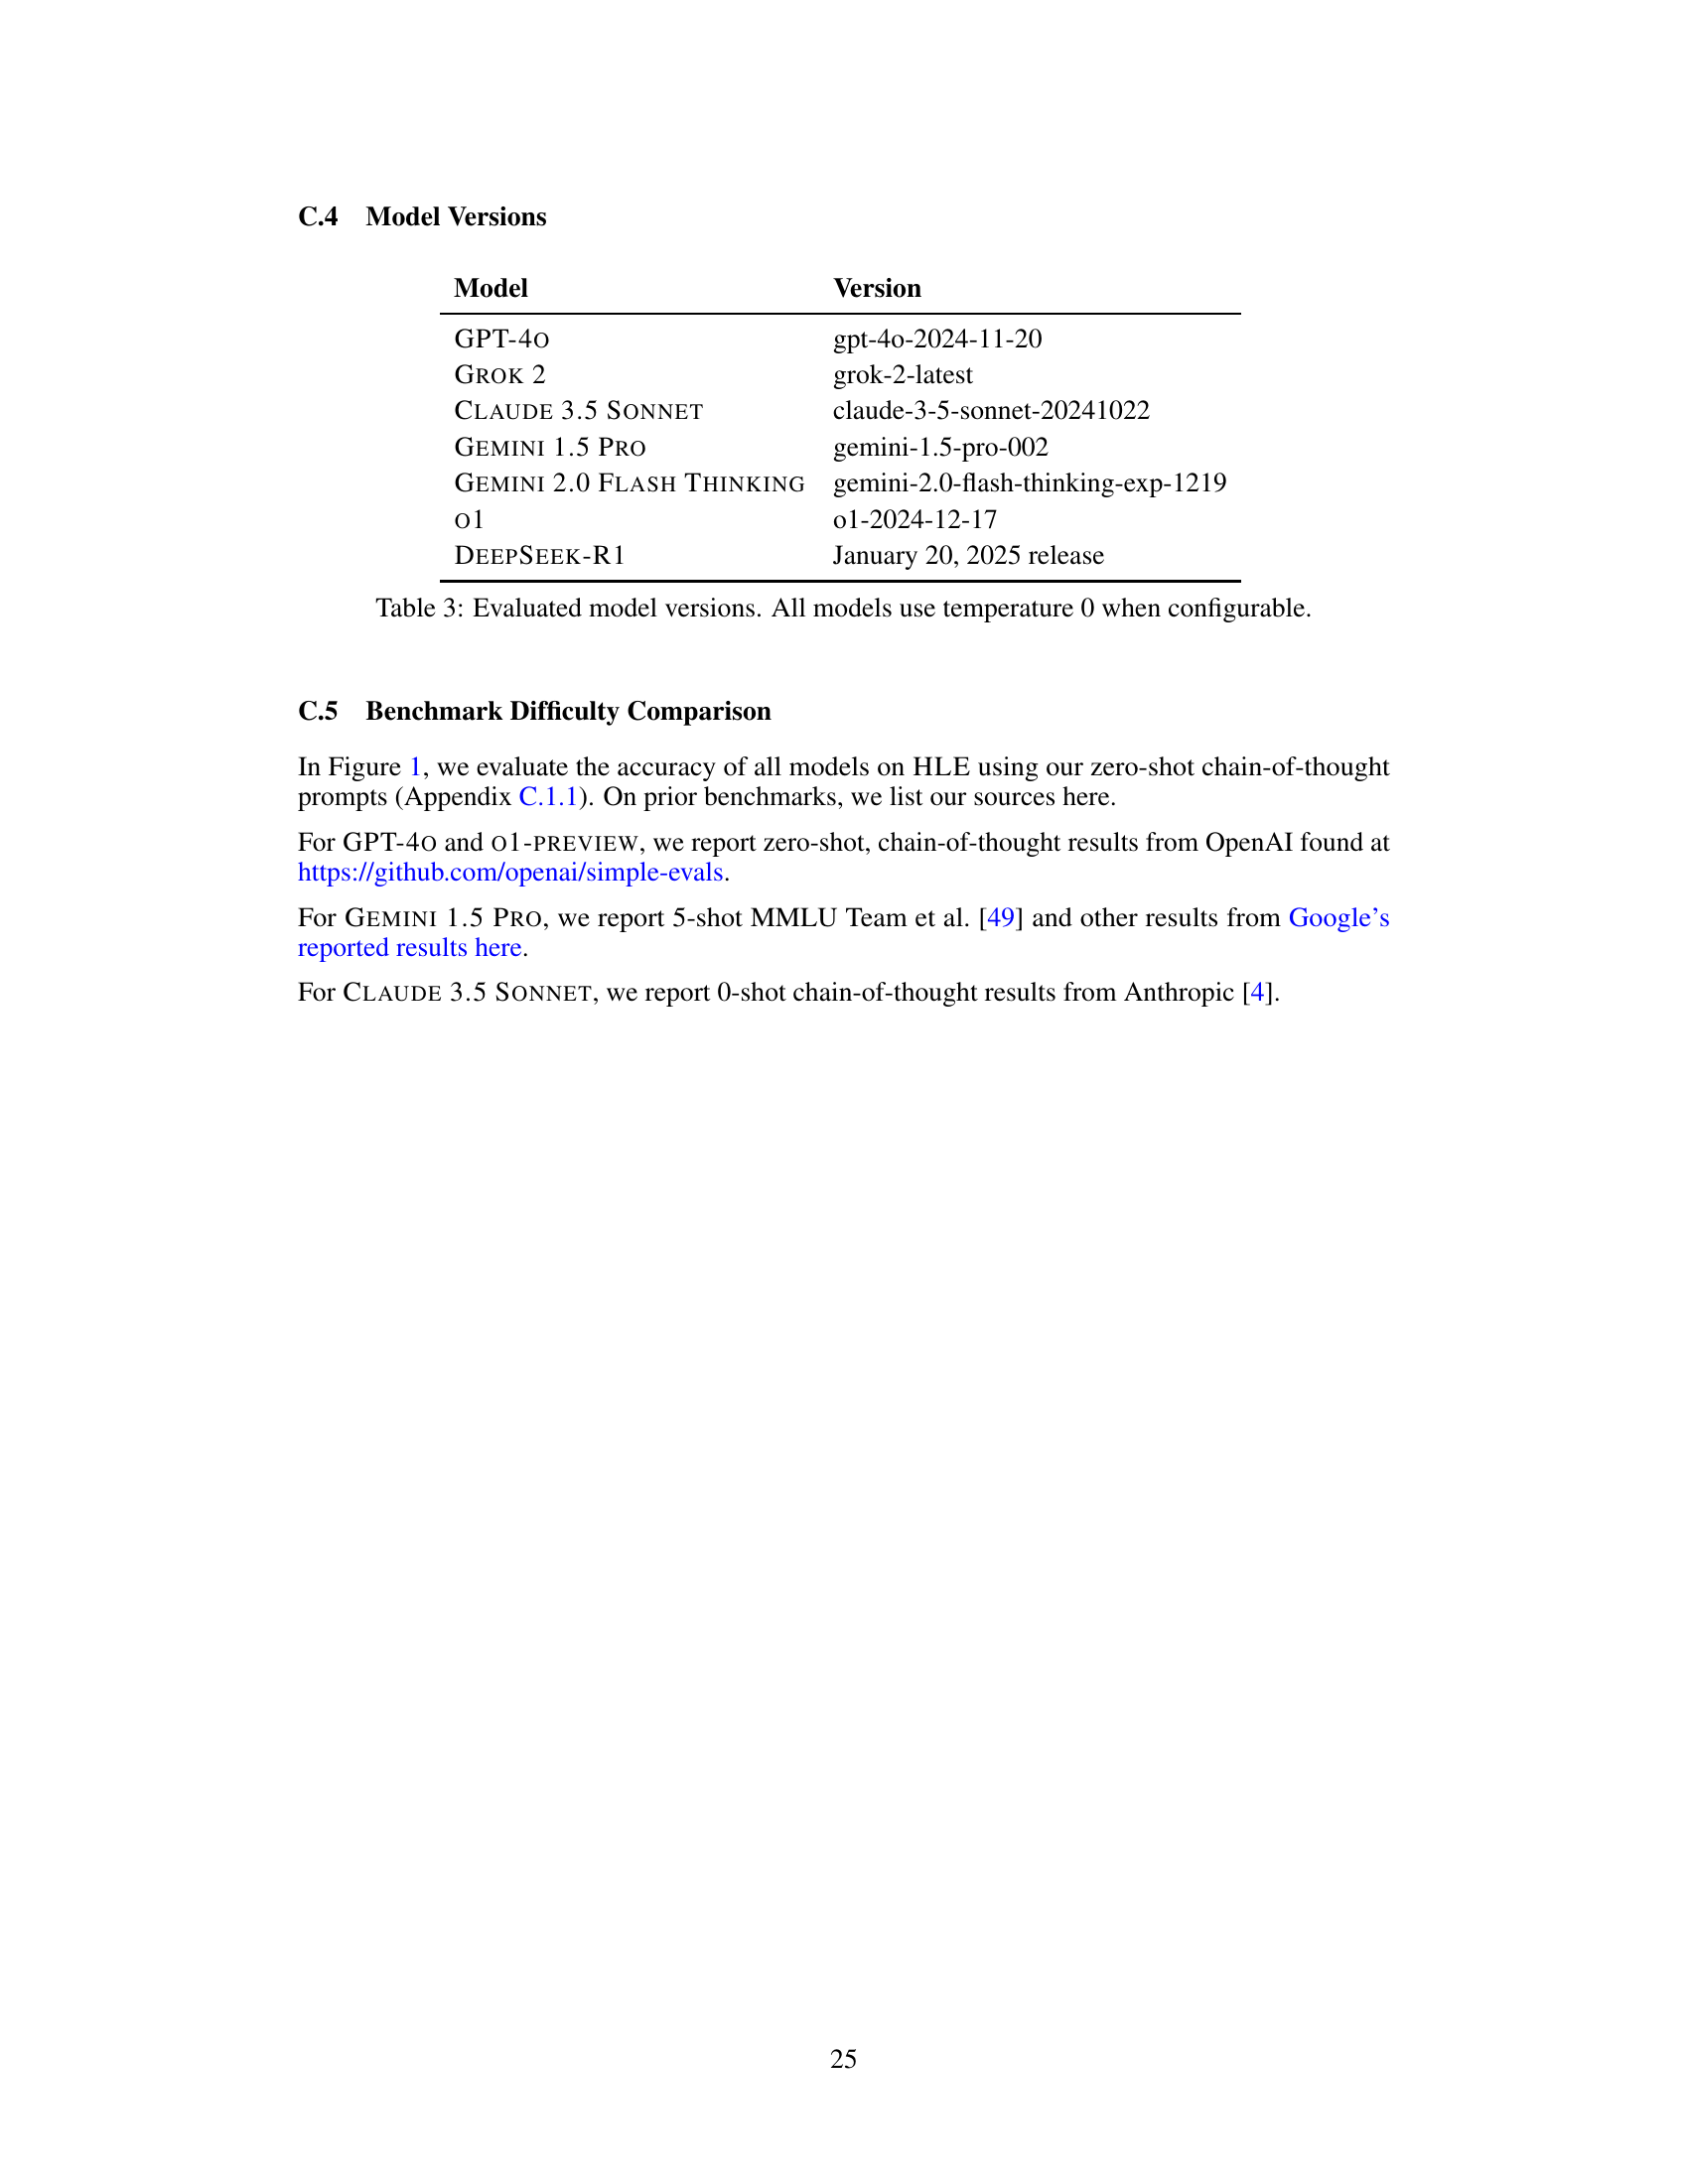 C.4 Model Versions
Model Version
GPT-4O gpt-4o-2024-11-20
GROK 2 grok-2-latest
CLAUDE 3.5 SONNET claude-3-5-sonnet-20241022
GEMINI 1.5 PRO gemini-1.5-pro-002
GEMINI 2.0 FLASH THINKING gemini-2.0-flash-thinking-exp-1219
O1 o1-2024-12-17
DEEPSEEK-R1 January 20, 2025 release
Table 3: Evaluated model versions. All models use temperature 0 when configurable.
C.5 Benchmark Difficulty Comparison
In Figure 1, we evaluate the accuracy of all models on HLE using our zero-shot chain-of-thought
prompts (Appendix C.1.1). On prior benchmarks, we list our sources here.
For GPT-4O and O1-PREVIEW, we report zero-shot, chain-of-thought results from OpenAI found at
https://github.com/openai/simple-evals.
For GEMINI 1.5 PRO, we report 5-shot MMLU Team et al. [49] and other results from Google's
reported results here.
For CLAUDE 3.5 SONNET, we report 0-shot chain-of-thought results from Anthropic [4].
25